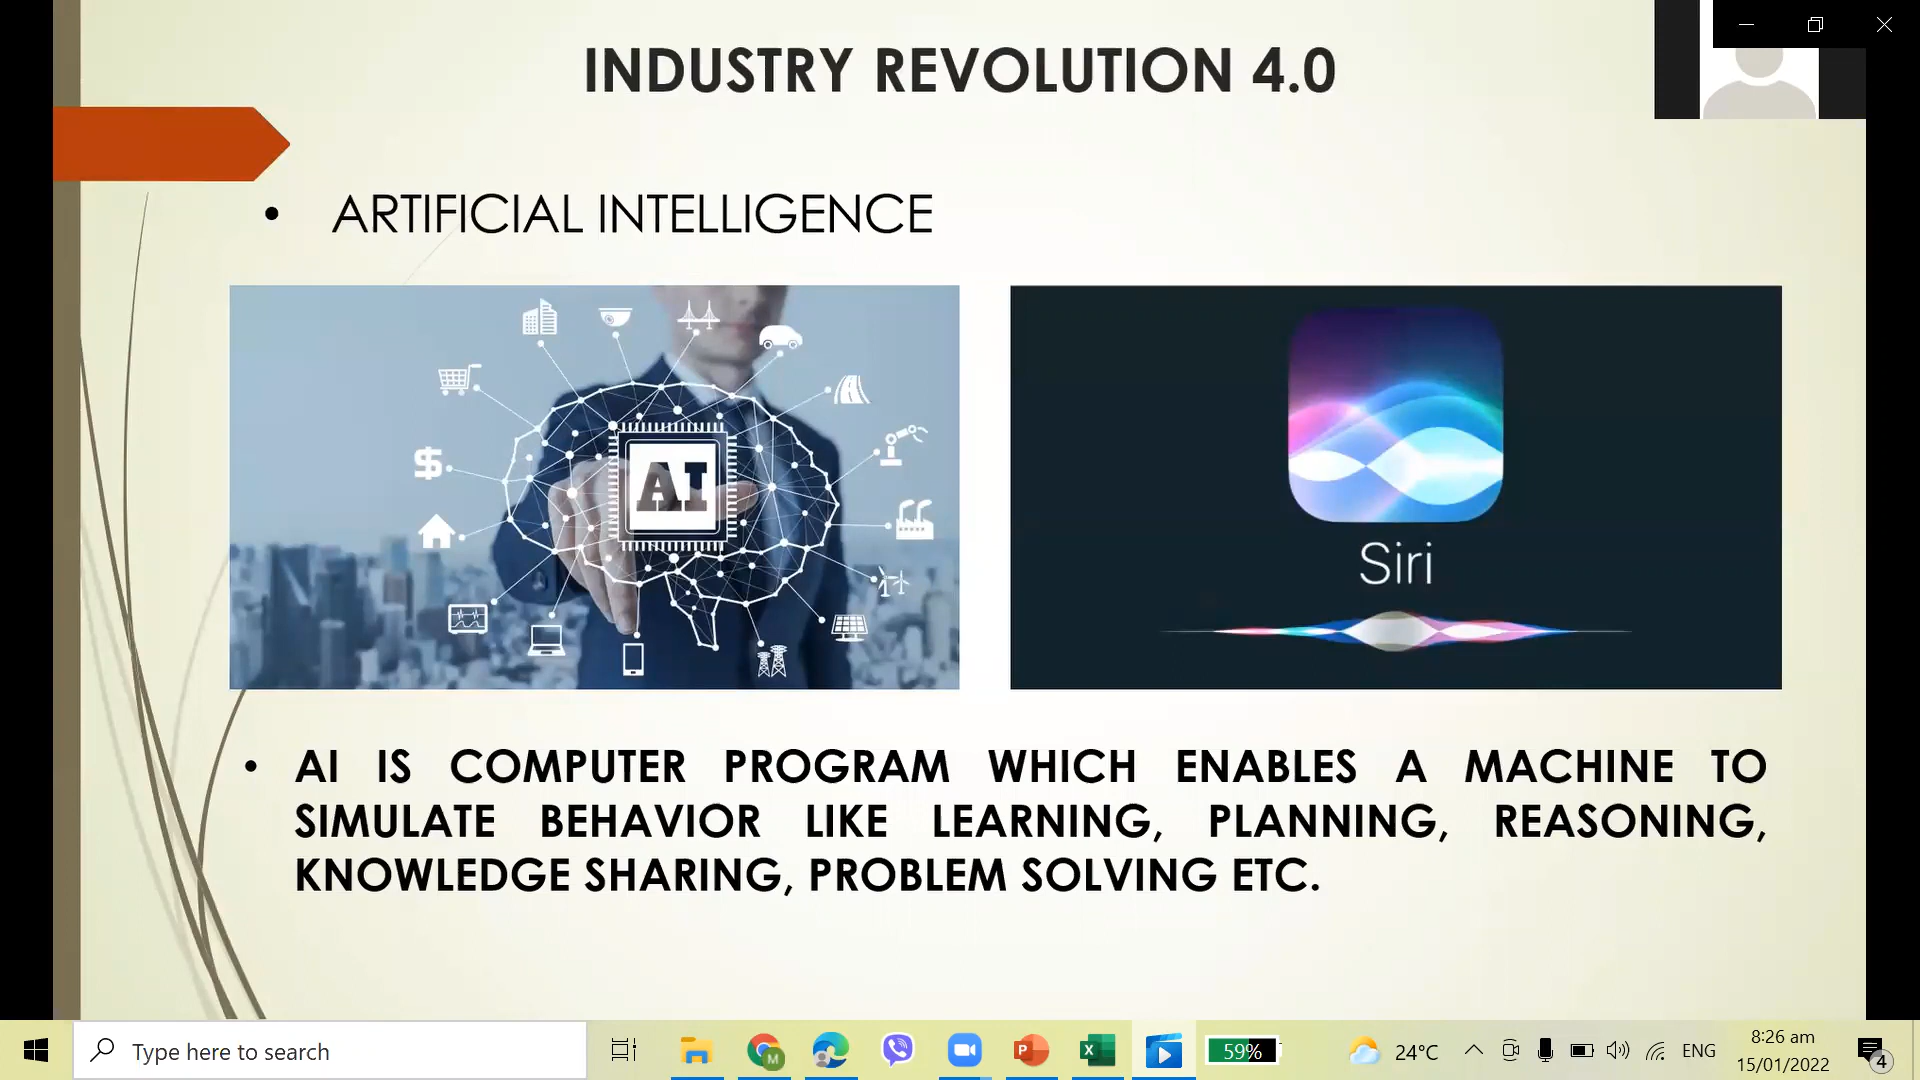 INDUSTRY REVOLUTION 4.0
• ARTIFICIAL INTELLIGENCE
AI
Siri
• AI IS COMPUTER PROGRAM WHICH ENABLES A MACHINE TO
SIMULATE BEHAVIOR LIKE LEARNING, PLANNING, REASONING,
KNOWLEDGE SHARING, PROBLEM SOLVING ETC.
Type here to search
M
P
X
59%
24°C
ENG
8:26 am
15/01/2022
4